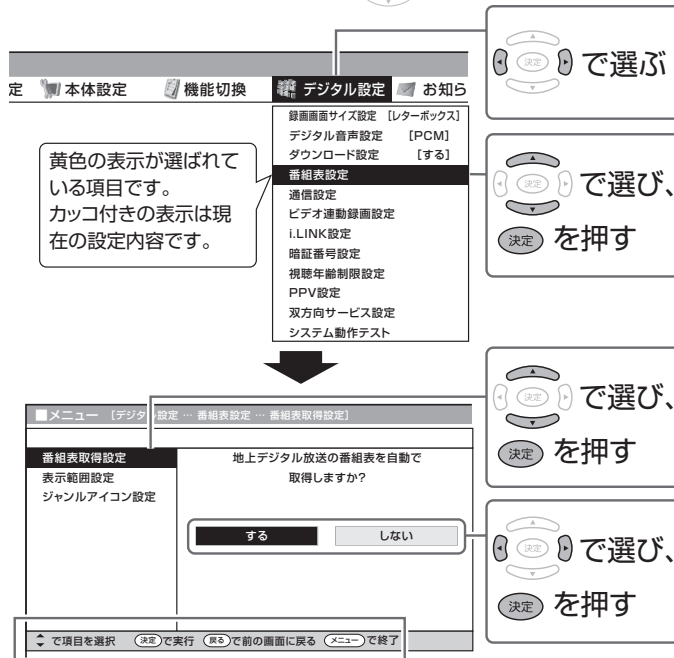 定 本体設定 機能切換 デジタル設定 お知ら
録画画面サイズ設定 [レターボックス]
デジタル音声設定 [PCM]
ダウンロード設定 [する]
番組表設定
通信設定
ビデオ連動録画設定
i.LINK設定
暗証番号設定
視聴年齢制限設定
PPV設定
双方向サービス設定
システム動作テスト
黄色の表示が選ばれて
いる項目です。
カッコ付きの表示は現
在の設定内容です。
決定 で選ぶ
決定 で選び、
決定 を押す
メニュー [デジタル設定 … 番組表設定 … 番組表取得設定]
番組表取得設定
表示範囲設定
ジャンルアイコン設定
地上デジタル放送の番組表を自動で
取得しますか?
する しない
で項目を選択 決定で実行 戻るで前の画面に戻る メニューで終了
決定 で選び、
決定 を押す
決定 で選び、
決定 を押す